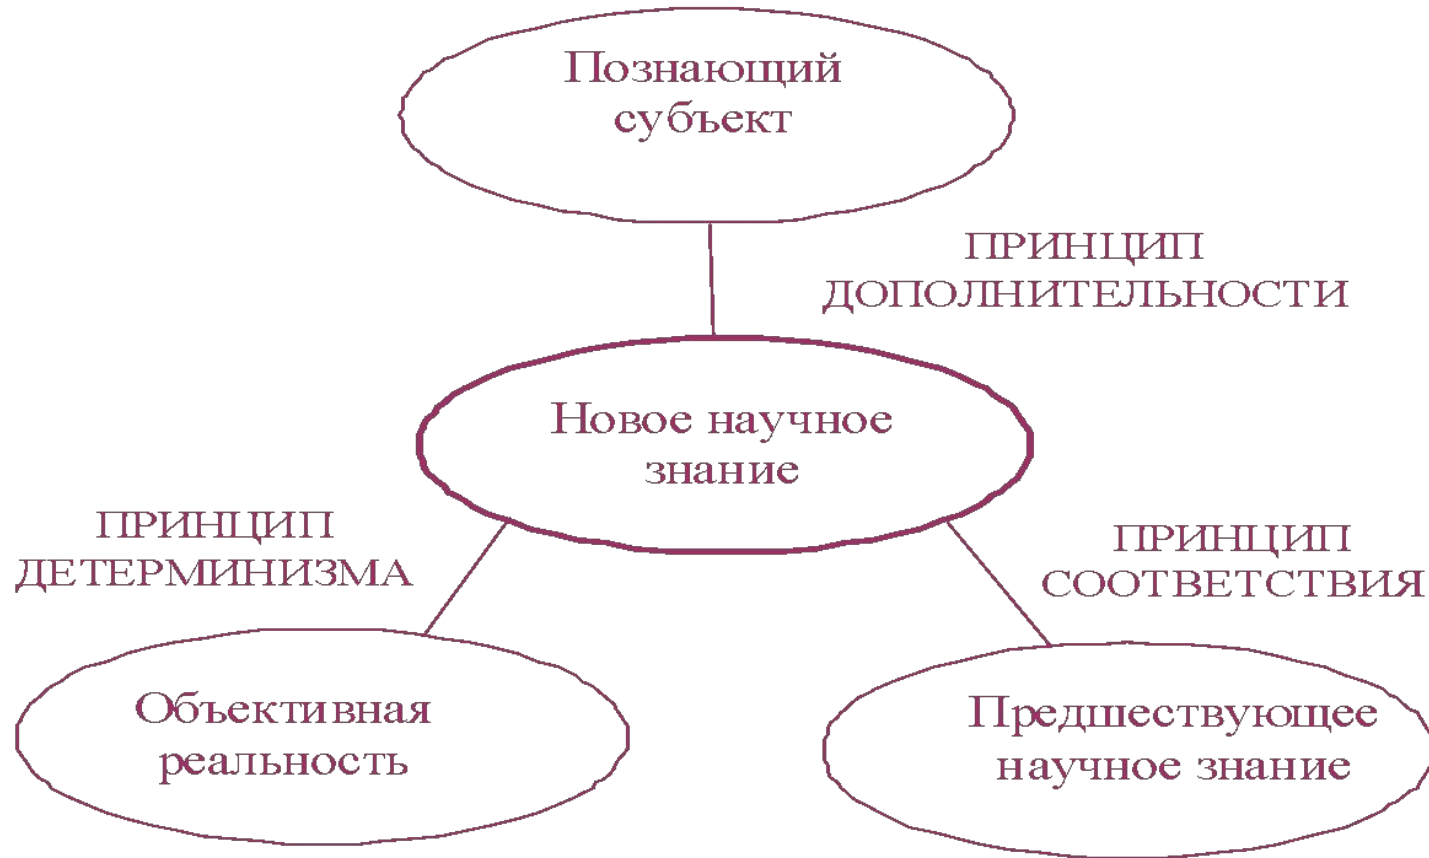 Познающий
субъект
ПРИНЦИП
ДОПОЛНИТЕЛЬНОСТИ
Новое научное
знание
ПРИНЦИП
ДЕТЕРМИНИЗМА
ПРИНЦИП
СООТВЕТСТВИЯ
Объективная
реальность
Предшествующее
научное знание